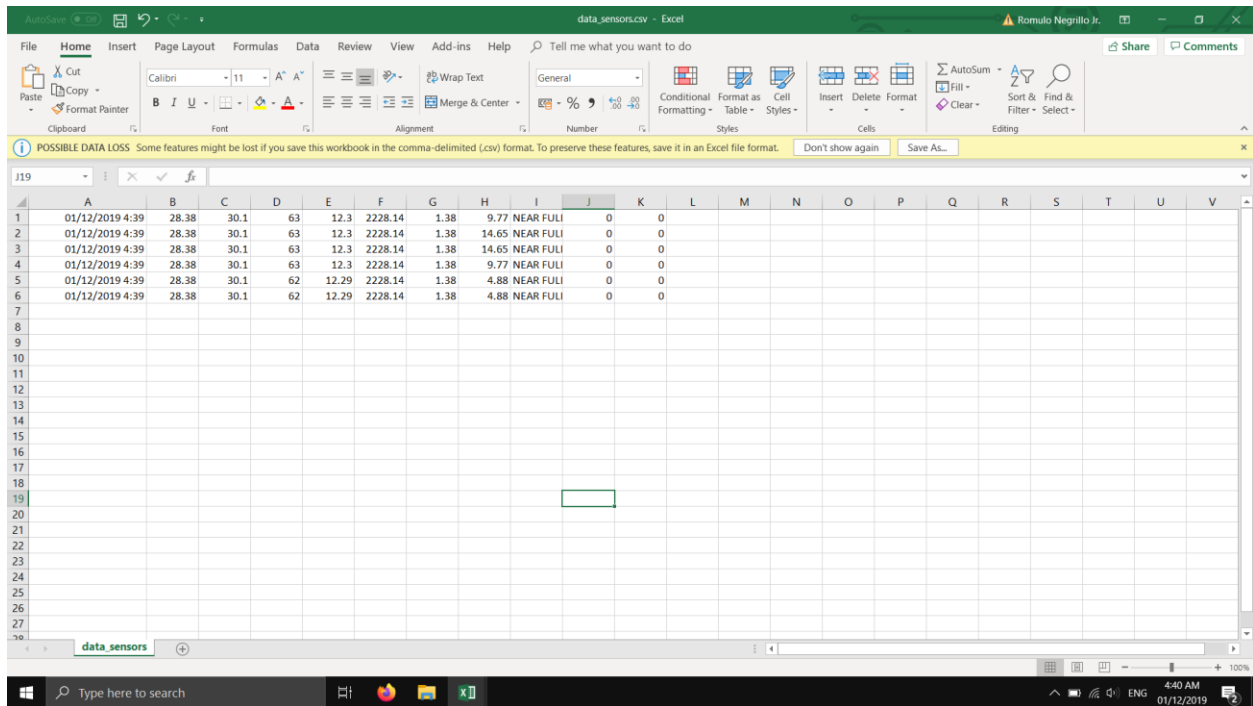 AutoSave Off data_sensors.csv - Excel Romulo Negrillo Jr.
File Home Insert Page Layout Formulas Data Review View Add-ins Help Tell me what you want to do Share Comments
Paste
Cut
Copy
Format Painter
Clipboard
Calibri 11
B I U
Font
Wrap Text
Merge & Center
Alignment
General
% 9
Number
Conditional Formatting
Format as Table
Cell Styles
Styles
Insert Delete Format
Cells
AutoSum
Fill
Clear
Sort & Filter
Find & Select
Editing
POSSIBLE DATA LOSS Some features might be lost if you save this workbook in the comma-delimited (.csv) format. To preserve these features, save it in an Excel file format. Don't show again Save As...
J19 fx
A B C D E F G H I J K L M N O P Q R S T U V
1 01/12/2019 4:39 28.38 30.1 63 12.3 2228.14 1.38 9.77 NEAR FULL 0 0
2 01/12/2019 4:39 28.38 30.1 63 12.3 2228.14 1.38 14.65 NEAR FULL 0 0
3 01/12/2019 4:39 28.38 30.1 63 12.3 2228.14 1.38 14.65 NEAR FULL 0 0
4 01/12/2019 4:39 28.38 30.1 63 12.3 2228.14 1.38 9.77 NEAR FULL 0 0
5 01/12/2019 4:39 28.38 30.1 62 12.29 2228.14 1.38 4.88 NEAR FULL 0 0
6 01/12/2019 4:39 28.38 30.1 62 12.29 2228.14 1.38 4.88 NEAR FULL 0 0
7
8
9
10
11
12
13
14
15
16
17
18
19
20
21
22
23
24
25
26
27
28
data_sensors
100%
Type here to search ENG 4:40 AM
01/12/2019 2